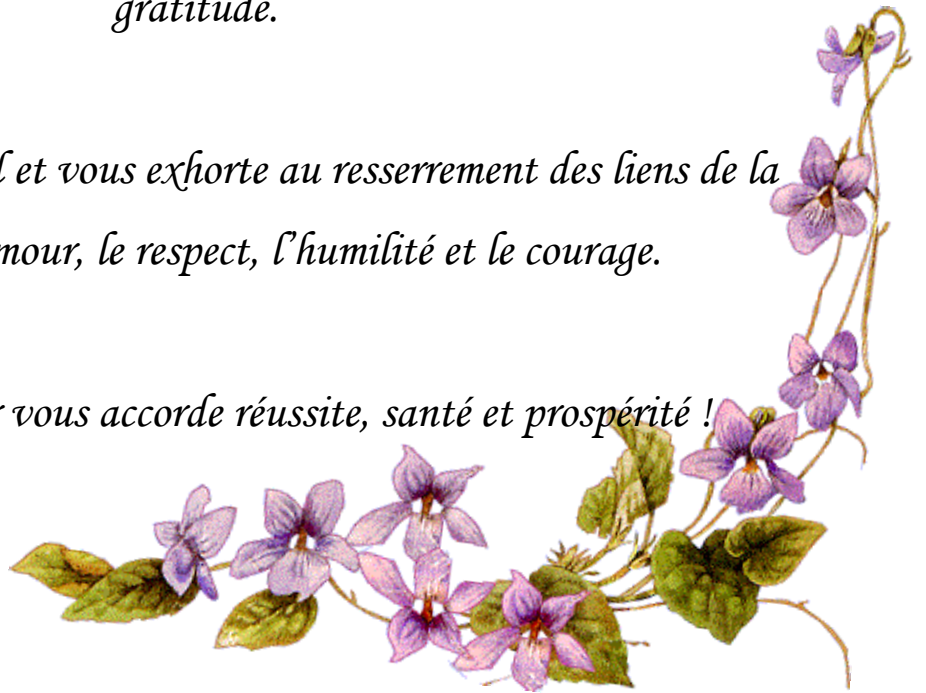 gratitude.
et vous exhorte au resserrement des liens de la
le respect, l’humilité et le courage.
vous accorde réussite, santé et prospérité !